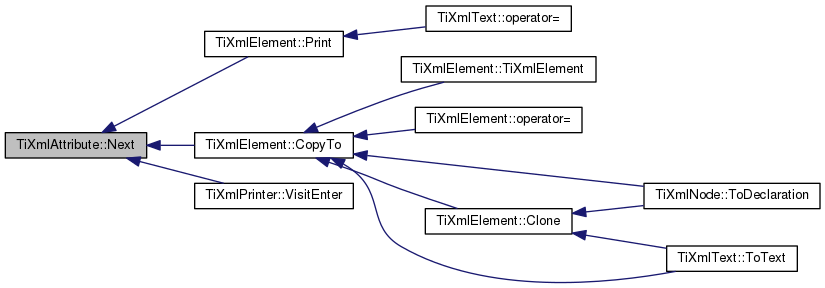 TiXmlText::operator=
TiXmlElement::Print
TiXmlElement::TiXmlElement
TiXmlElement::operator=
TiXmlAttribute::Next
TiXmlElement::CopyTo
TiXmlPrinter::VisitEnter
TiXmlNode::ToDeclaration
TiXmlElement::Clone
TiXmlText::ToText